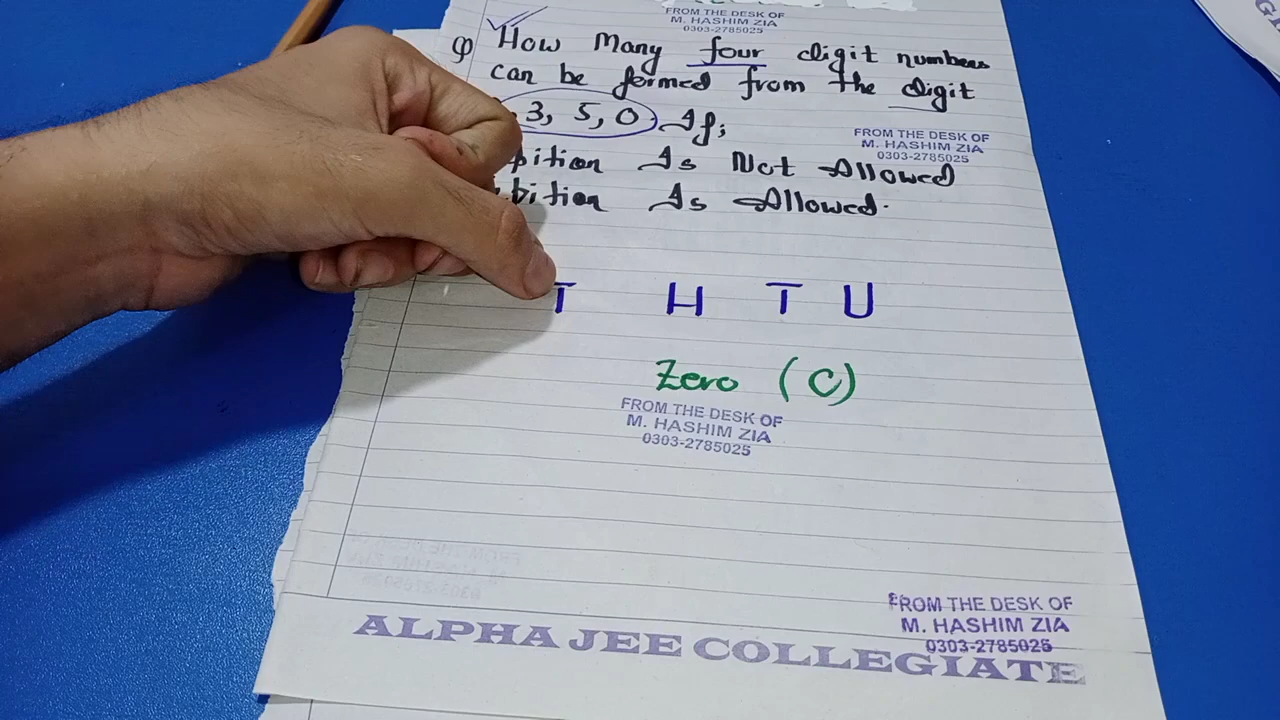 FROM THE DESK OF
M. HASHIM ZIA
0303-2785025
φ How Many four digit numbers
can be formed from the digit
3, 5, 0 If;
FROM THE DESK OF
M. HASHIM ZIA
0303-2785025
Is Not Allowed
Is Allowed.
T H T U
Zero (C)
FROM THE DESK OF
M. HASHIM ZIA
0303-2785025
FROM THE DESK OF
M. HASHIM ZIA
0303-2785025
ALPHA JEE COLLEGIATE